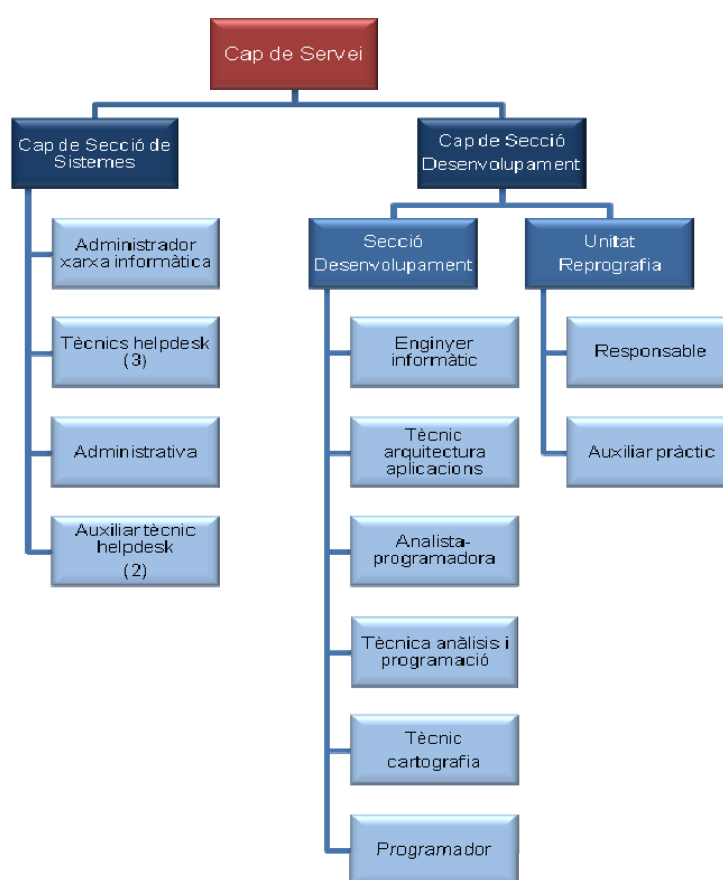 Cap de Servei
Cap de Secció de
Sistemes
Administrador
xarxa informàtica
Tècnics helpdesk
(3)
Administrativa
Auxiliar tècnic
helpdesk
(2)
Cap de Secció
Desenvolupament
Secció
Desenvolupament
Enginyer
informàtic
Tècnic
arquitectura
aplicacions
Analista-
programadora
Tècnica anàlisis i
programació
Tècnic
cartografia
Programador
Unitat
Reprografia
Responsable
Auxiliar pràctic